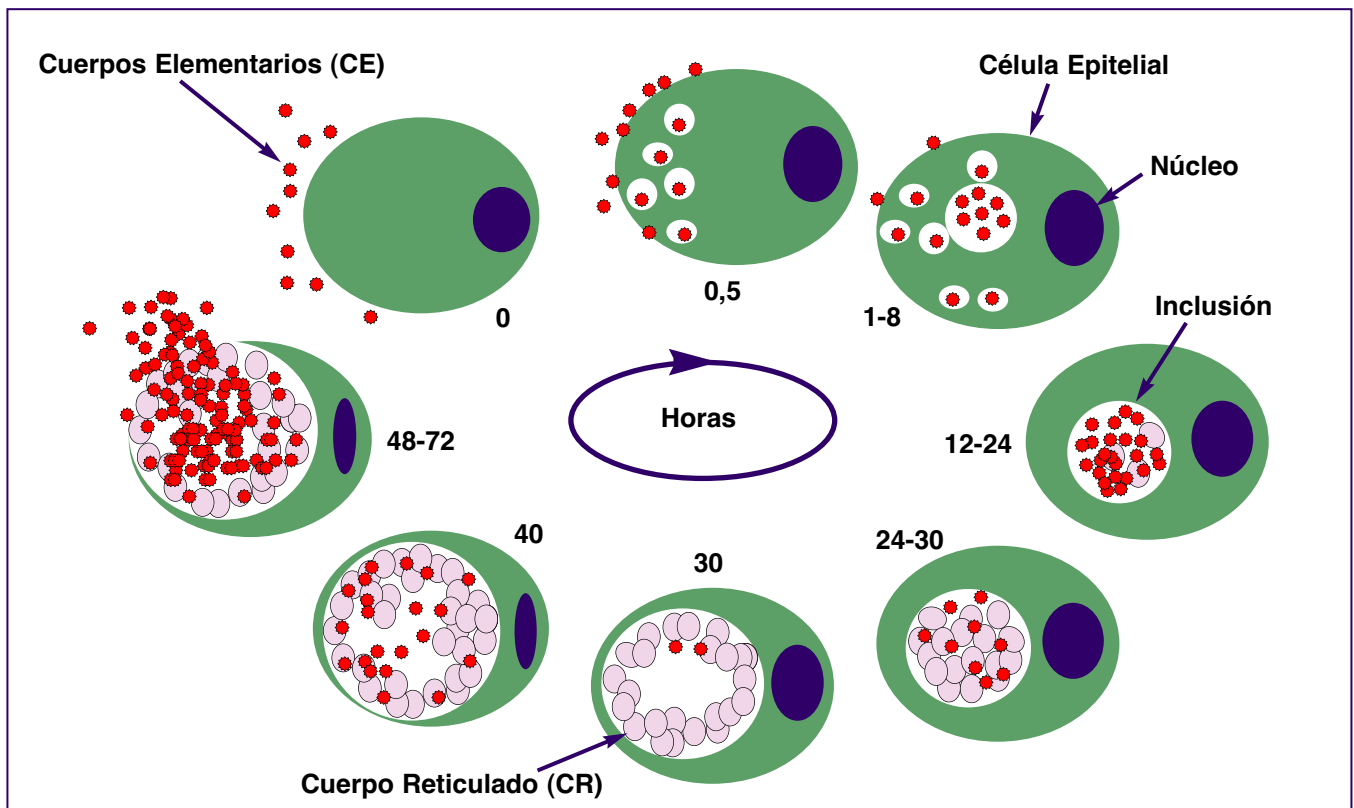 Cuerpos Elementarios (CE)
Célula Epitelial
Núcleo
0
0,5
1-8
Inclusión
Horas
48-72
12-24
40
30
24-30
Cuerpo Reticulado (CR)